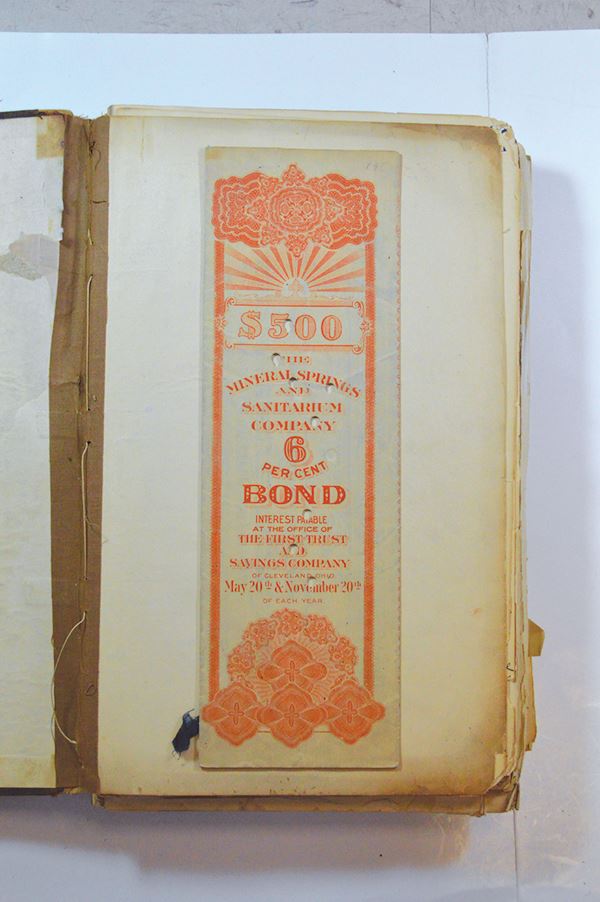 $500
THE
MINERAL SPRINGS
AND
SANITARIUM
COMPANY
6
PER CENT
BOND
INTEREST PAYABLE
AT THE OFFICE OF
THE FIRST TRUST
AND
SAVINGS COMPANY
OF CLEVELAND, OHIO
May 20th & November 20th
OF EACH YEAR.